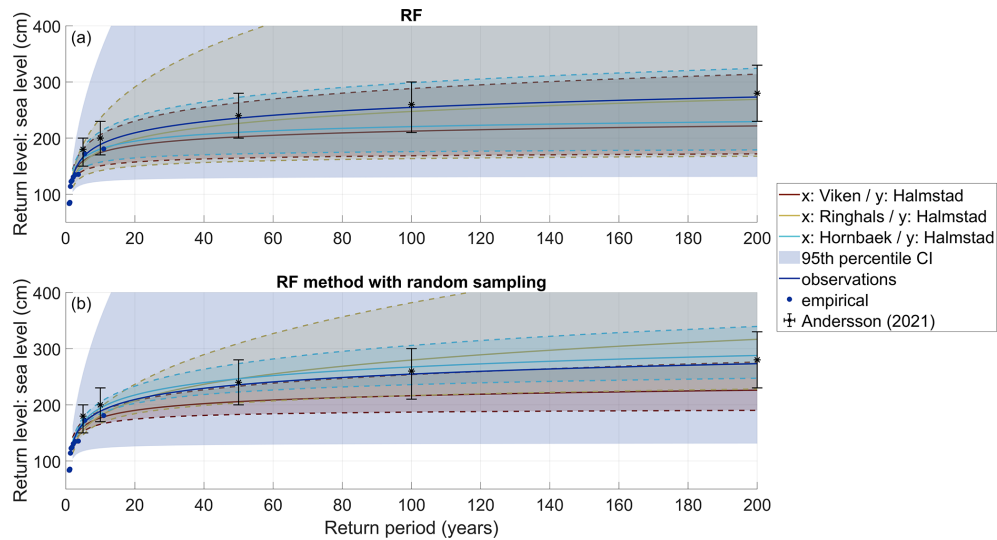 RF
(a)
Return level: sea level (cm)
400
300
200
100
0 20 40 60 80 100 120 140 160 180 200
x: Viken / y: Halmstad
x: Ringhals / y: Halmstad
x: Hornbaek / y: Halmstad
95th percentile CI
observations
empirical
Andersson (2021)
RF method with random sampling
(b)
Return level: sea level (cm)
400
300
200
100
0 20 40 60 80 100 120 140 160 180 200
Return period (years)